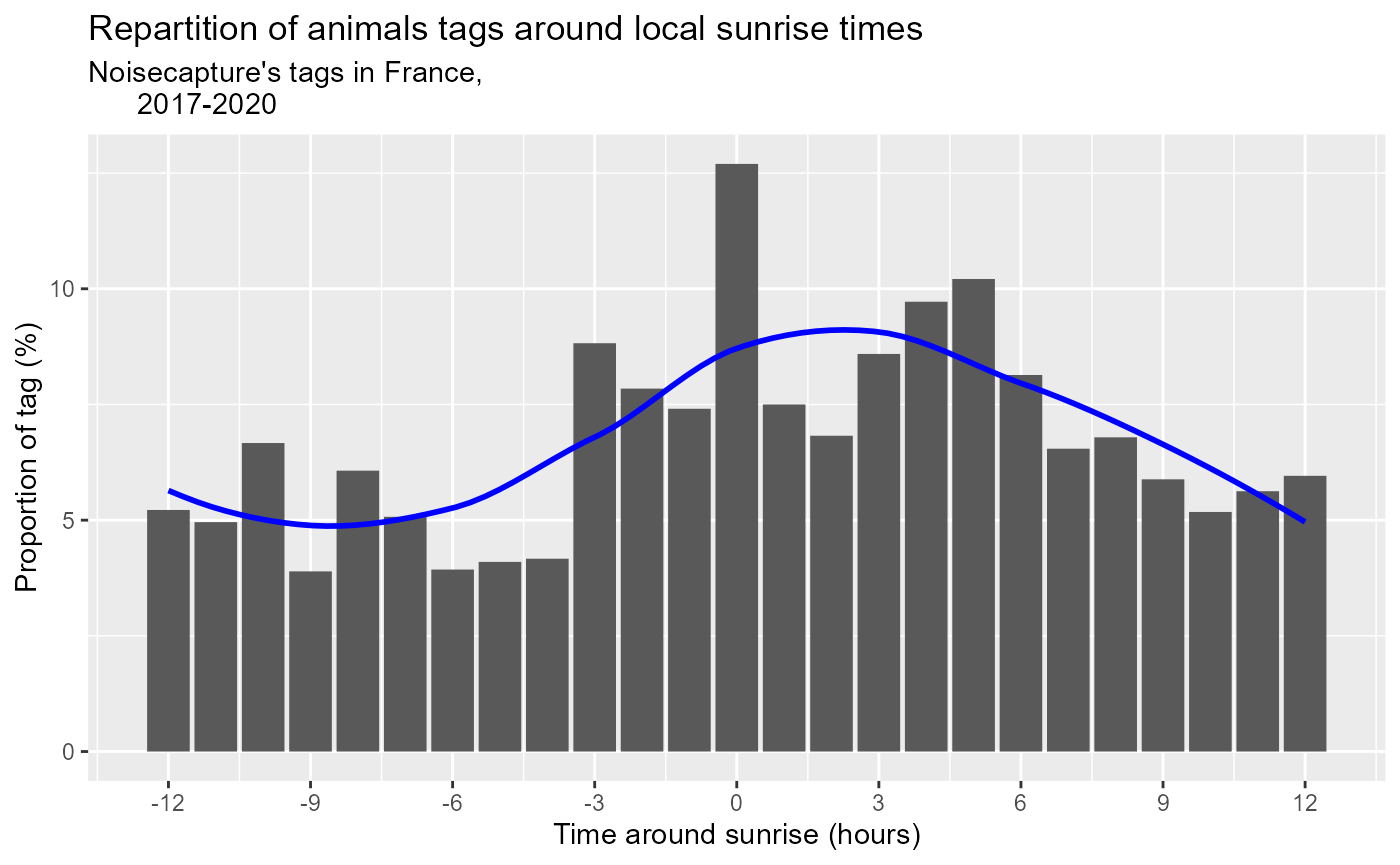 Repartition of animals tags around local sunrise times
Noisecapture's tags in France,
2017-2020
Proportion of tag (%)
10
5
0
-12 -9 -6 -3 0 3 6 9 12
Time around sunrise (hours)